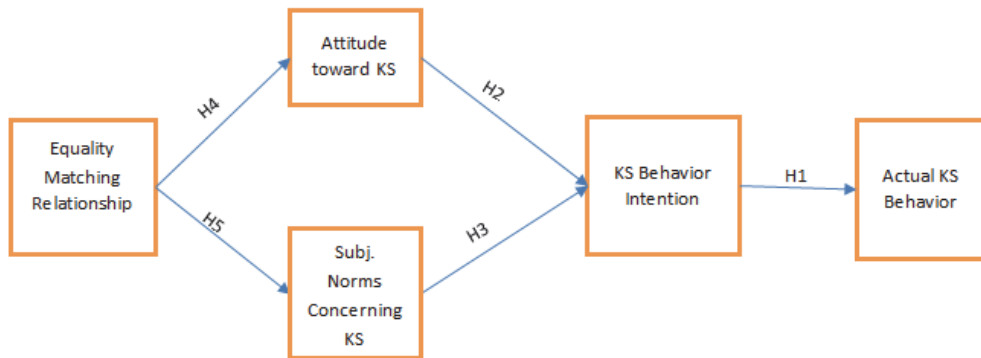 Equality
Matching
Relationship
H4
H5
Attitude
toward KS
Subj.
Norms
Concerning
KS
H2
H3
KS Behavior
Intention
H1
Actual KS
Behavior